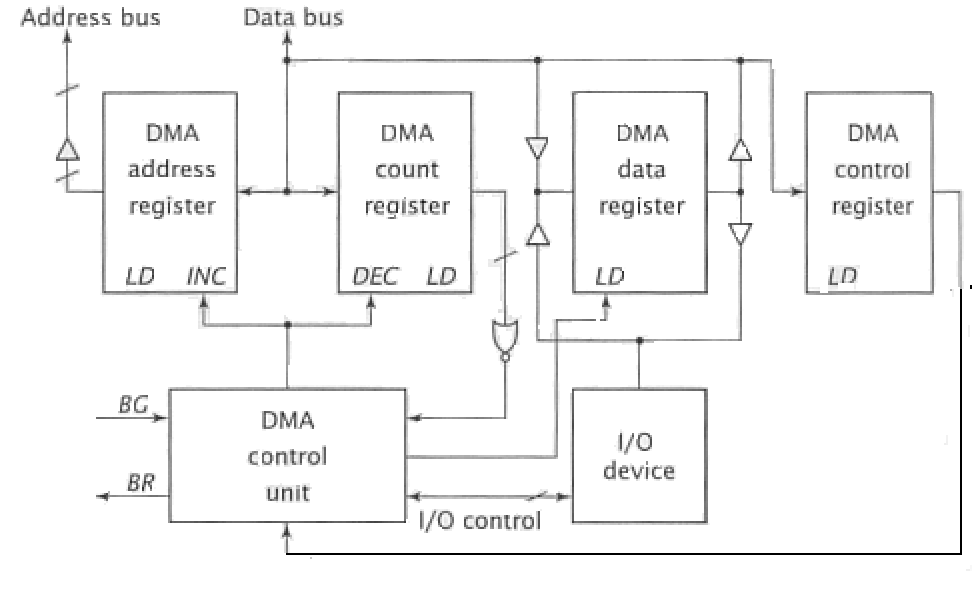 Address bus
Data bus
DMA
address
register
LD INC
DMA
count
register
DEC LD
DMA
data
register
LD
DMA
control
register
LD
BG
BR
DMA
control
unit
I/O control
I/O
device